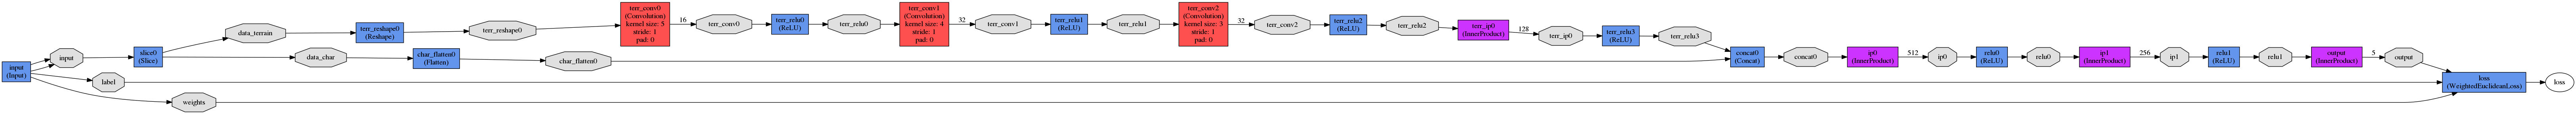 input
(Input)
input
label
weights
slice0
(Slice)
data_terrain
data_char
terr_reshape0
(Reshape)
char_flatten0
(Flatten)
terr_reshape0
char_flatten0
terr_conv0
(Convolution)
kernel size: 5
stride: 1
pad: 0
16
terr_conv0
terr_relu0
(ReLU)
terr_relu0
terr_conv1
(Convolution)
kernel size: 4
stride: 1
pad: 0
32
terr_conv1
terr_relu1
(ReLU)
terr_relu1
terr_conv2
(Convolution)
kernel size: 3
stride: 1
pad: 0
32
terr_conv2
terr_relu2
(ReLU)
terr_relu2
terr_ip0
(InnerProduct)
128
terr_ip0
terr_relu3
(ReLU)
terr_relu3
concat0
(Concat)
concat0
ip0
(InnerProduct)
512
ip0
relu0
(ReLU)
relu0
ip1
(InnerProduct)
256
ip1
relu1
(ReLU)
relu1
output
(InnerProduct)
5
output
loss
(WeightedEuclideanLoss)
loss